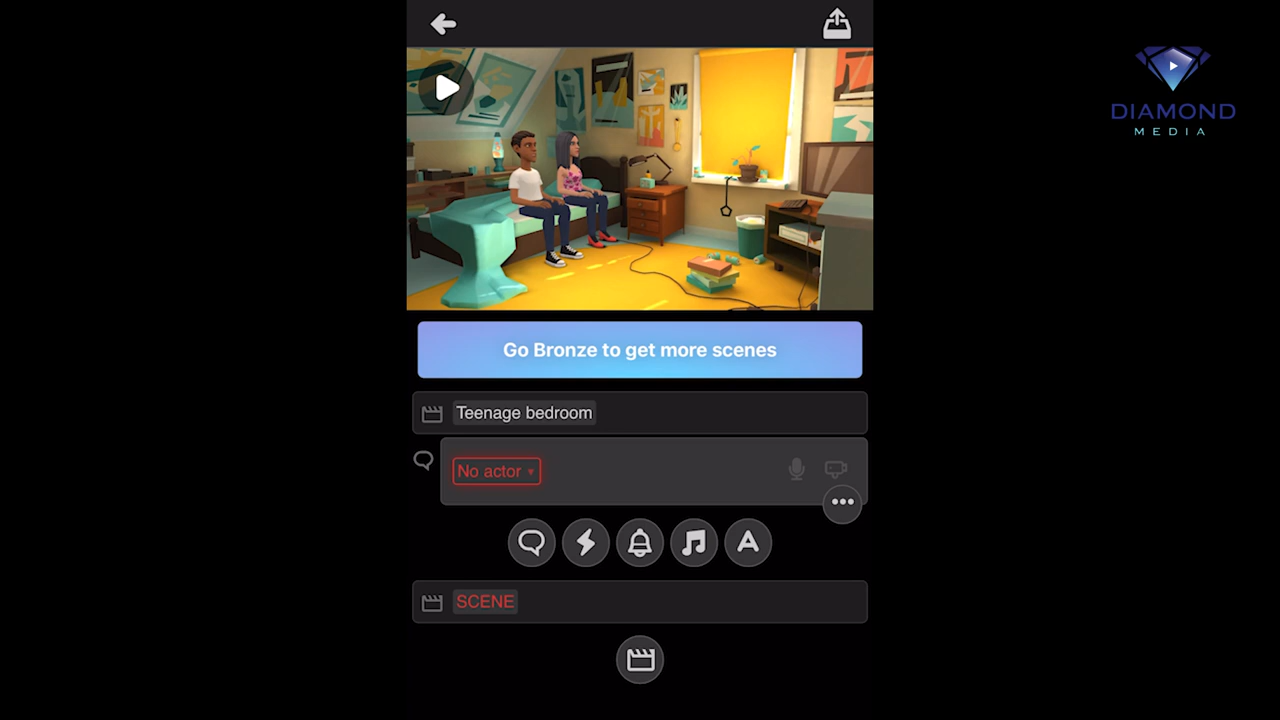 DIAMOND
MEDIA
Go Bronze to get more scenes
Teenage bedroom
No actor
SCENE